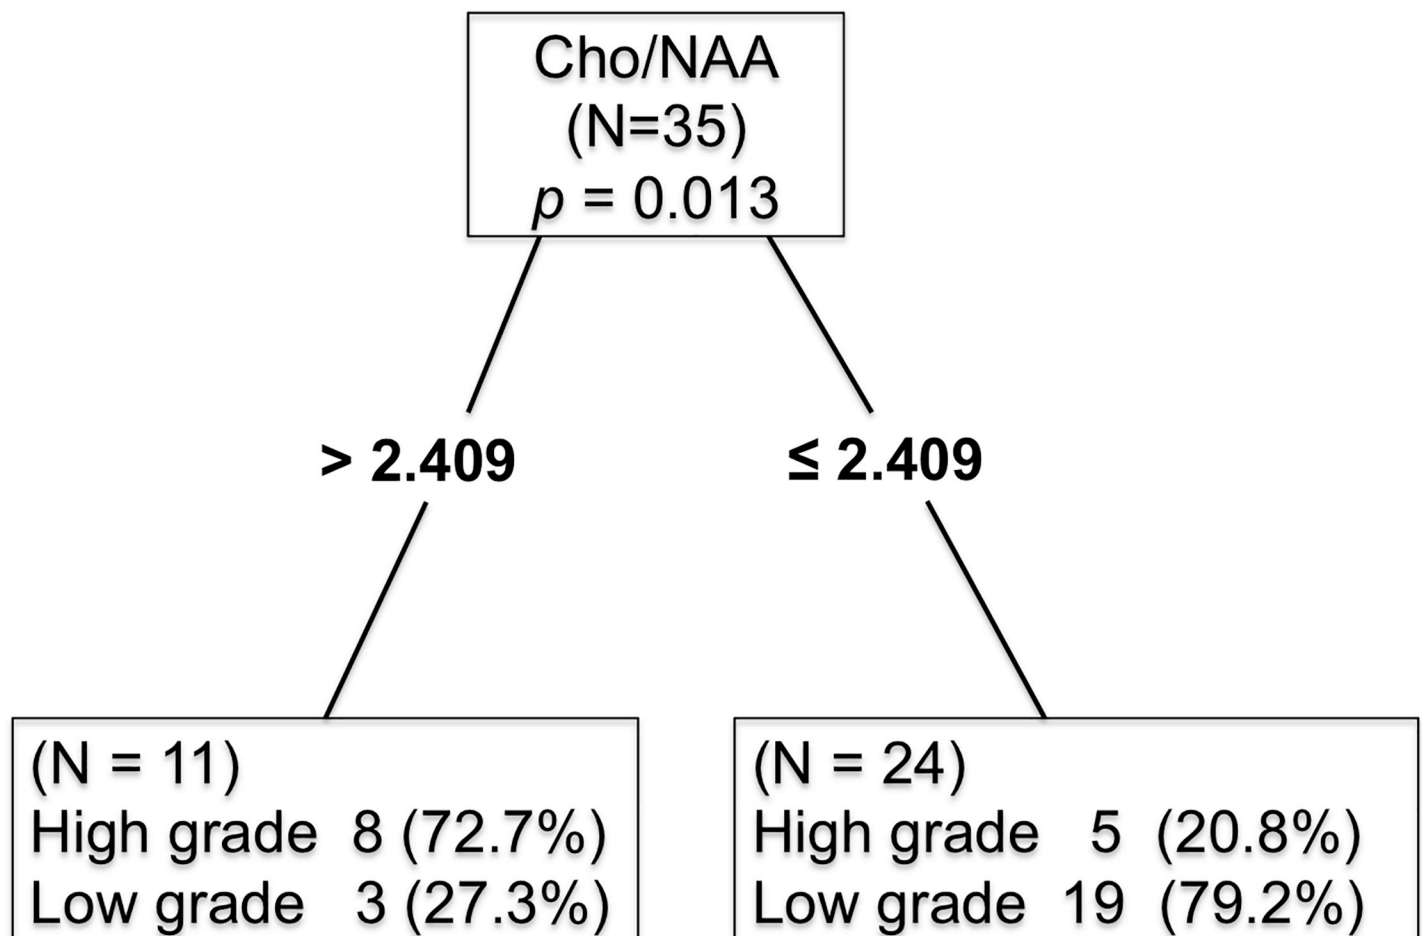 Cho/NAA
(N=35)
p = 0.013
> 2.409
≤ 2.409
(N = 11)
High grade 8 (72.7%)
Low grade 3 (27.3%)
(N = 24)
High grade 5 (20.8%)
Low grade 19 (79.2%)